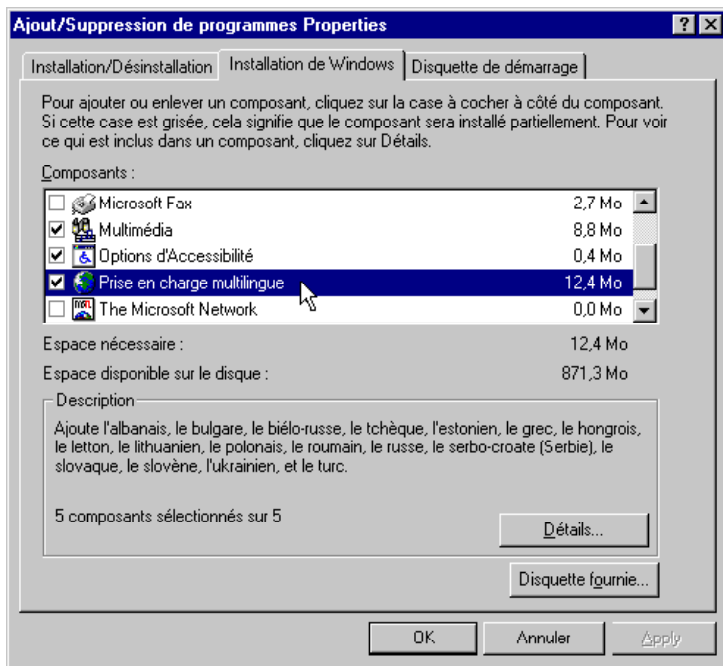 Ajout/Suppression de programmes Properties
Installation/Désinstallation Installation de Windows Disquette de démarrage
Pour ajouter ou enlever un composant, cliquez sur la case à cocher à côté du composant.
Si cette case est grisée, cela signifie que le composant sera installé partiellement. Pour voir
ce qui est inclus dans un composant, cliquez sur Détails.
Composants :
Microsoft Fax 2,7 Mo
Multimédia 8,8 Mo
Options d'Accessibilité 0,4 Mo
Prise en charge multilingue 12,4 Mo
The Microsoft Network 0,0 Mo
Espace nécessaire : 12,4 Mo
Espace disponible sur le disque : 871,3 Mo
Description
Ajoute l'albanais, le bulgare, le biélo-russe, le tchèque, l'estonien, le grec, le hongrois,
le letton, le lithuanien, le polonais, le roumain, le russe, le serbo-croate (Serbie), le
slovaque, le slovène, l'ukrainien, et le turc.
5 composants sélectionnés sur 5
Détails...
Disquette fournie...
OK Annuler Apply